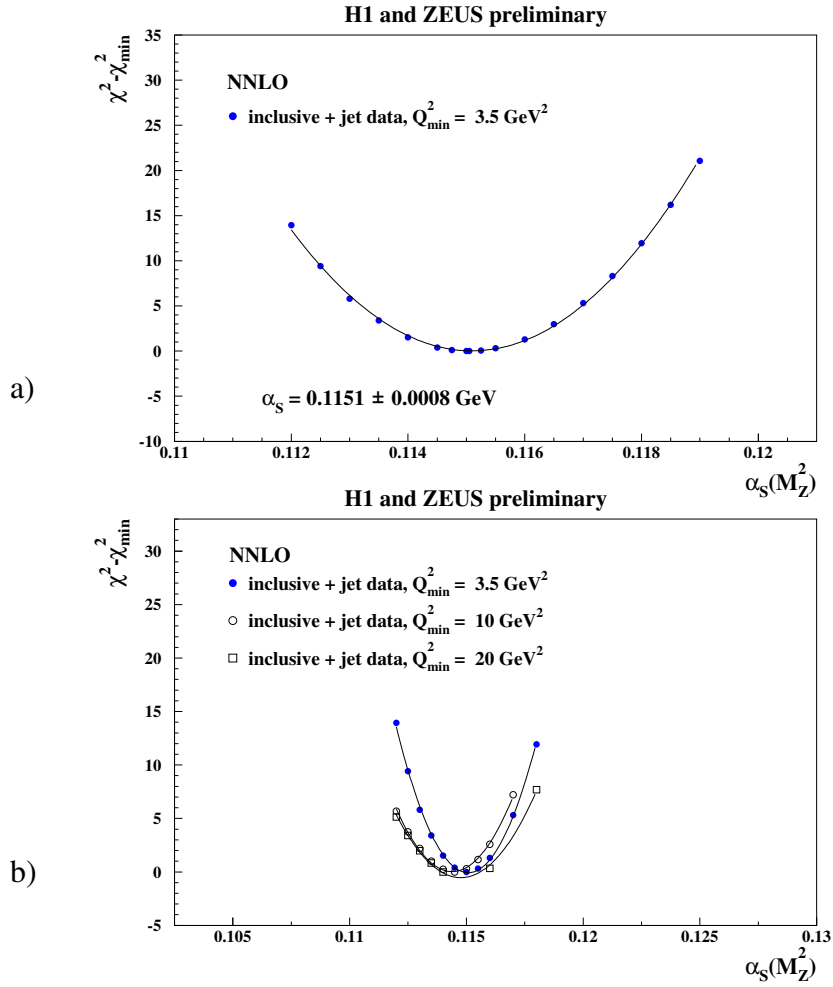 H1 and ZEUS preliminary
χ²-χ²min
35
30
25
20
15
10
5
0
-5
-10
NNLO
inclusive + jet data, Q²min = 3.5 GeV²
a)
αS = 0.1151 ± 0.0008 GeV
0.11 0.112 0.114 0.116 0.118 0.12
αS(M²Z)
H1 and ZEUS preliminary
χ²-χ²min
30
25
20
15
10
5
0
-5
NNLO
inclusive + jet data, Q²min = 3.5 GeV²
inclusive + jet data, Q²min = 10 GeV²
inclusive + jet data, Q²min = 20 GeV²
b)
0.105 0.11 0.115 0.12 0.125 0.13
αS(M²Z)